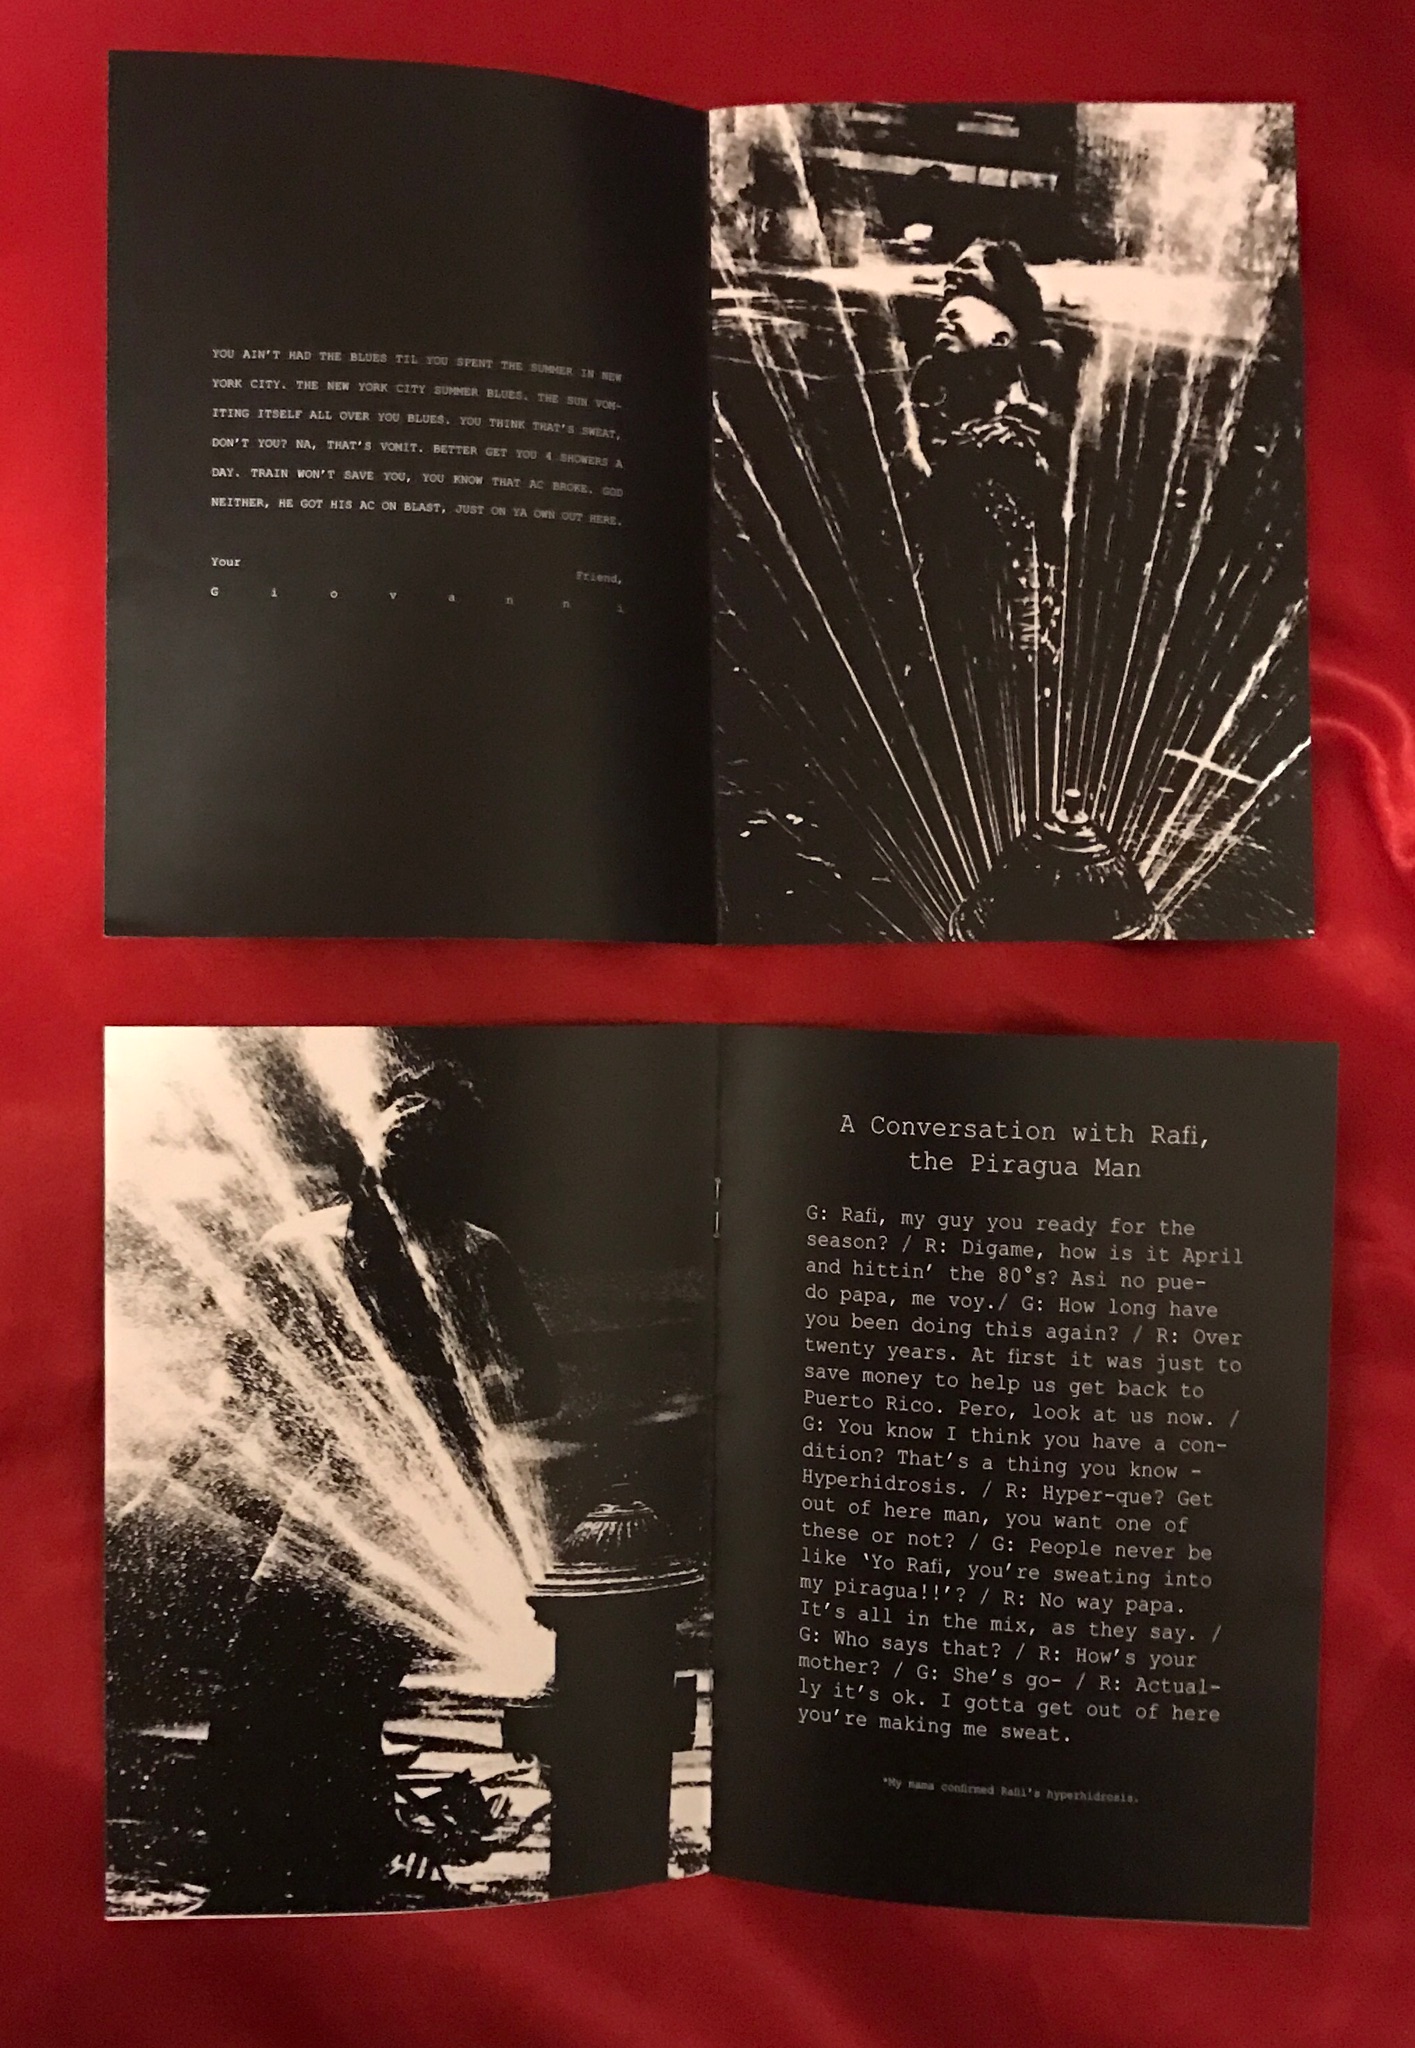 YOU AIN'T HAD THE BLUES TIL YOU SPENT THE SUMMER IN NEW
YORK CITY. THE NEW YORK CITY SUMMER BLUES. THE SUN VOM-
ITING ITSELF ALL OVER YOU BLUES. YOU THINK THAT'S SWEAT,
DON'T YOU? NA, THAT'S VOMIT. BETTER GET YOU 4 SHOWERS A
DAY. TRAIN WON'T SAVE YOU, YOU KNOW THAT AC BROKE. GOD
NEITHER, HE GOT HIS AC ON BLAST, JUST ON YA OWN OUT HERE.
Your Friend,
G i o v a n n i
A Conversation with Rafi,
the Piragua Man
G: Rafi, my guy you ready for the
season? / R: Digame, how is it April
and hittin' the 80°s? Asi no pue-
do papa, me voy./ G: How long have
you been doing this again? / R: Over
twenty years. At first it was just to
save money to help us get back to
Puerto Rico. Pero, look at us now. /
G: You know I think you have a con-
dition? That's a thing you know -
Hyperhidrosis. / R: Hyper-que? Get
out of here man, you want one of
these or not? / G: People never be
like 'Yo Rafi, you're sweating into
my piragua!!'? / R: No way papa.
It's all in the mix, as they say. /
G: Who says that? / R: How's your
mother? / G: She's go- / R: Actual-
ly it's ok. I gotta get out of here
you're making me sweat.
*My mama confirmed Rafi's hyperhidrosis.